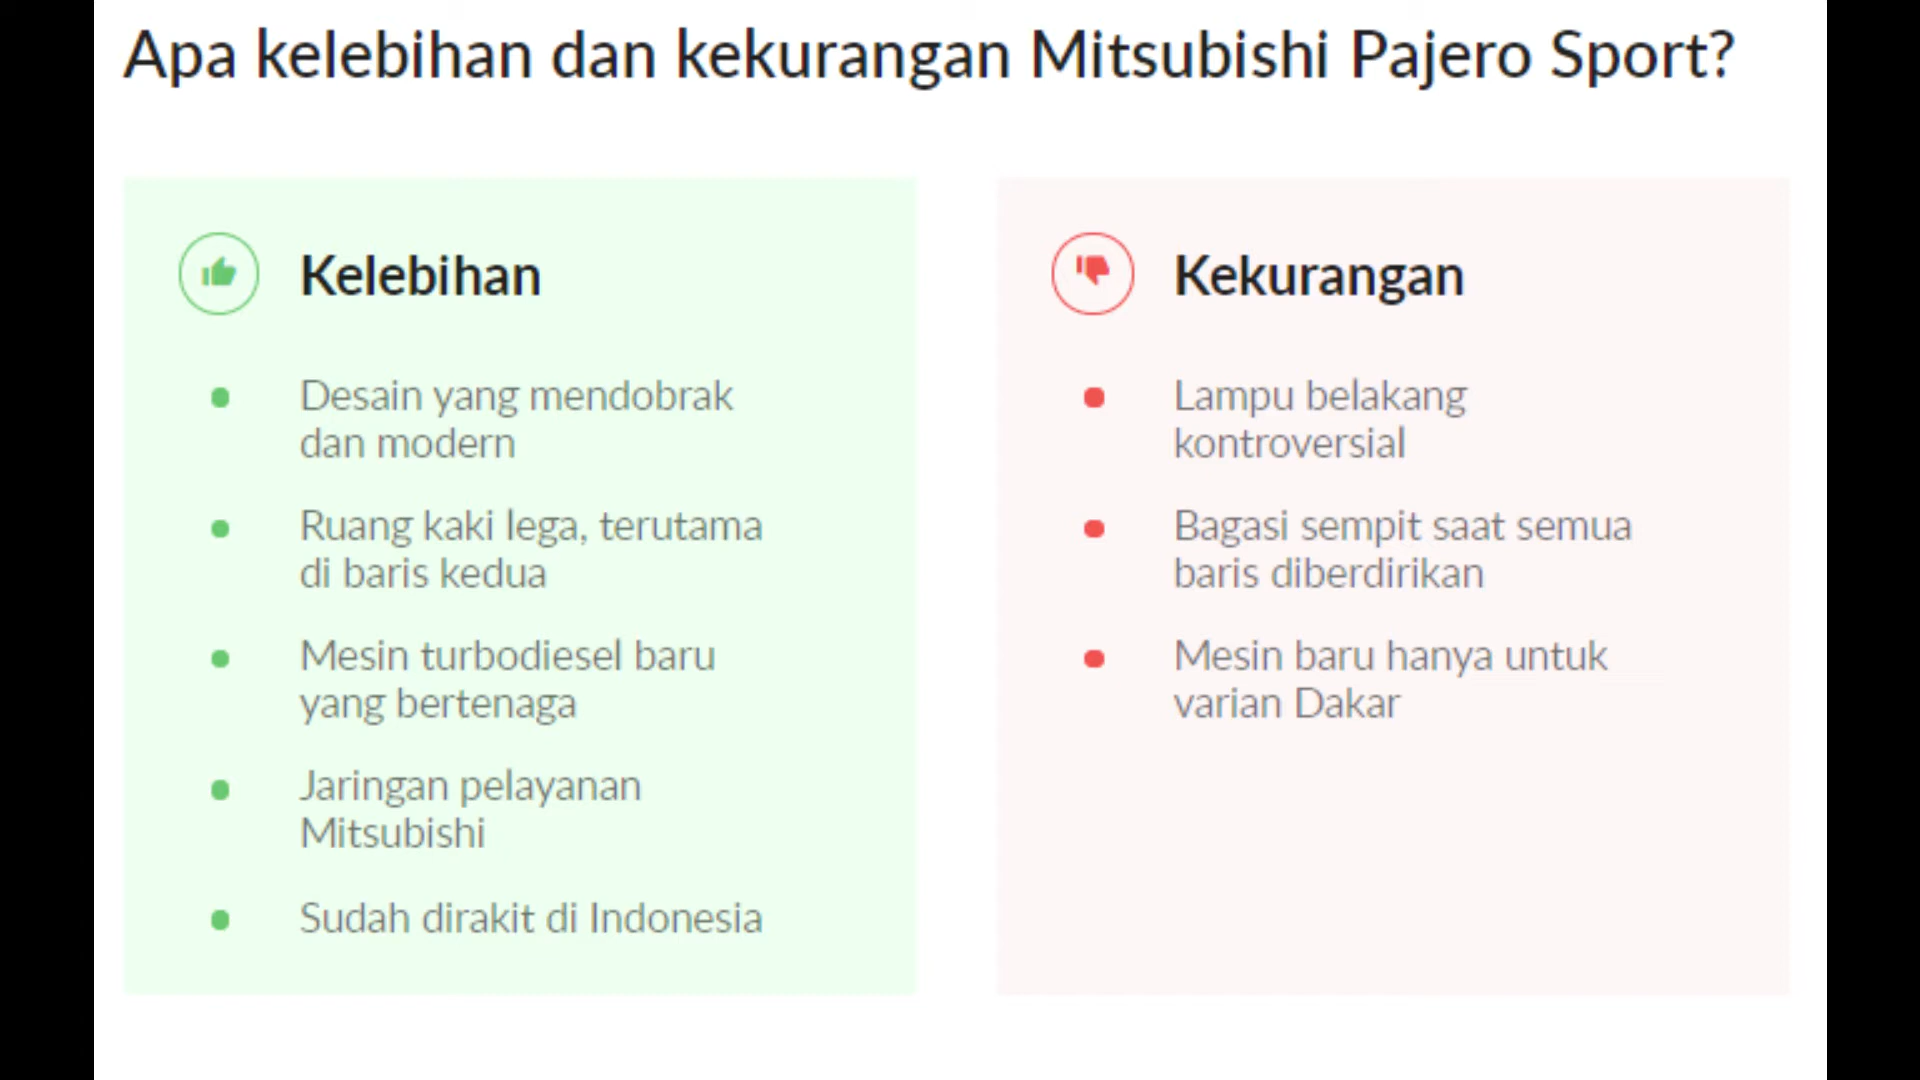 Apa kelebihan dan kekurangan Mitsubishi Pajero Sport?
Kelebihan
Desain yang mendobrak
dan modern
Ruang kaki lega, terutama
di baris kedua
Mesin turbodiesel baru
yang bertenaga
Jaringan pelayanan
Mitsubishi
Sudah dirakit di Indonesia
Kekurangan
Lampu belakang
kontroversial
Bagasi sempit saat semua
baris diberdirikan
Mesin baru hanya untuk
varian Dakar